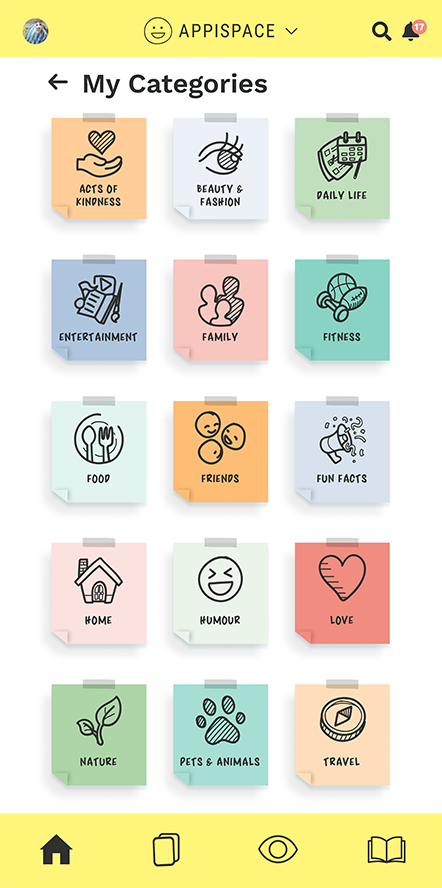 APPISPACE
17
My Categories
ACTS OF
KINDNESS
BEAUTY &
FASHION
DAILY LIFE
ENTERTAINMENT
FAMILY
FITNESS
FOOD
FRIENDS
FUN FACTS
HOME
HUMOUR
LOVE
NATURE
PETS & ANIMALS
TRAVEL